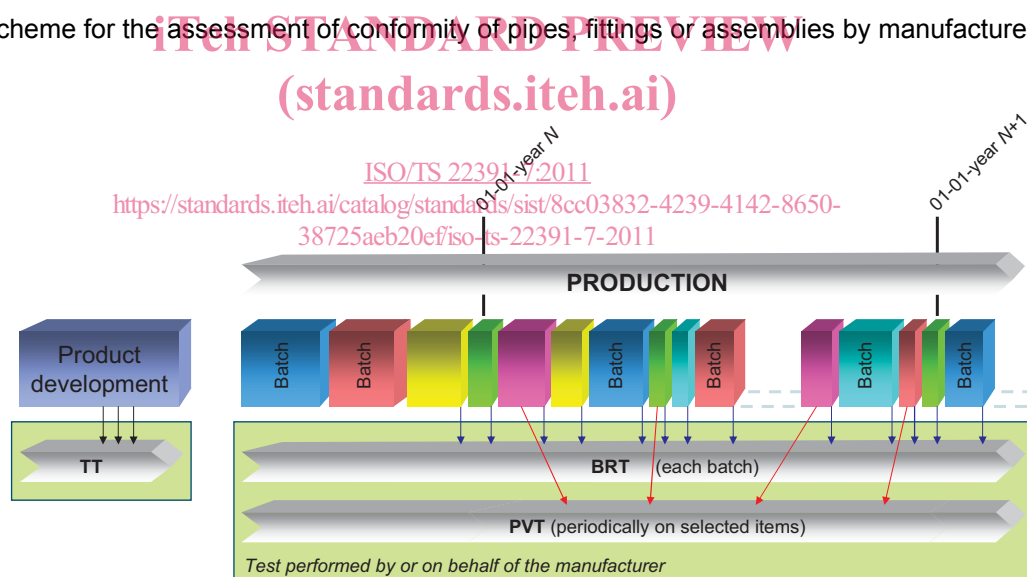 cheme for the assessment of conformity of pipes, fittings or assemblies by manufacture
iTeh STANDARD PREVIEW
(standards.iteh.ai)
ISO/TS 22391-7:2011
https://standards.iteh.ai/catalog/standards/sist/8cc03832-4239-4142-8650-
38725aeb20ef/iso-ts-22391-7-2011
01-01-year N
01-01-year N+1
PRODUCTION
Product
development
Batch
Batch
Batch
Batch
Batch
Batch
TT
BRT (each batch)
PVT (periodically on selected items)
Test performed by or on behalf of the manufacturer